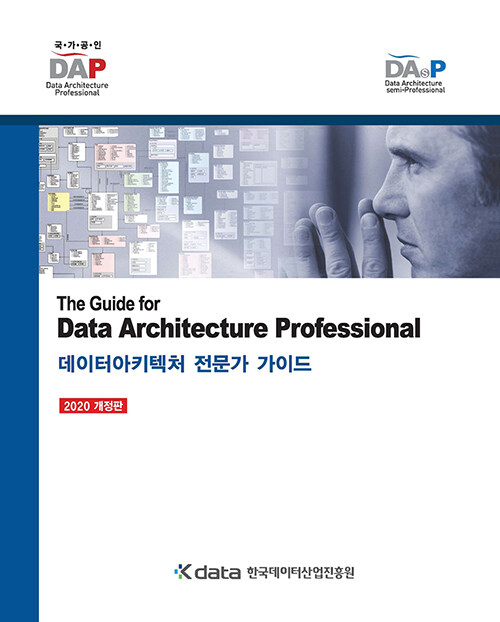 국·가·공·인
DAP
Data Architecture
Professional
DAsP
Data Architecture
semi-Professional
The Guide for
Data Architecture Professional
데이터아키텍처 전문가 가이드
2020 개정판
Kdata 한국데이터산업진흥원